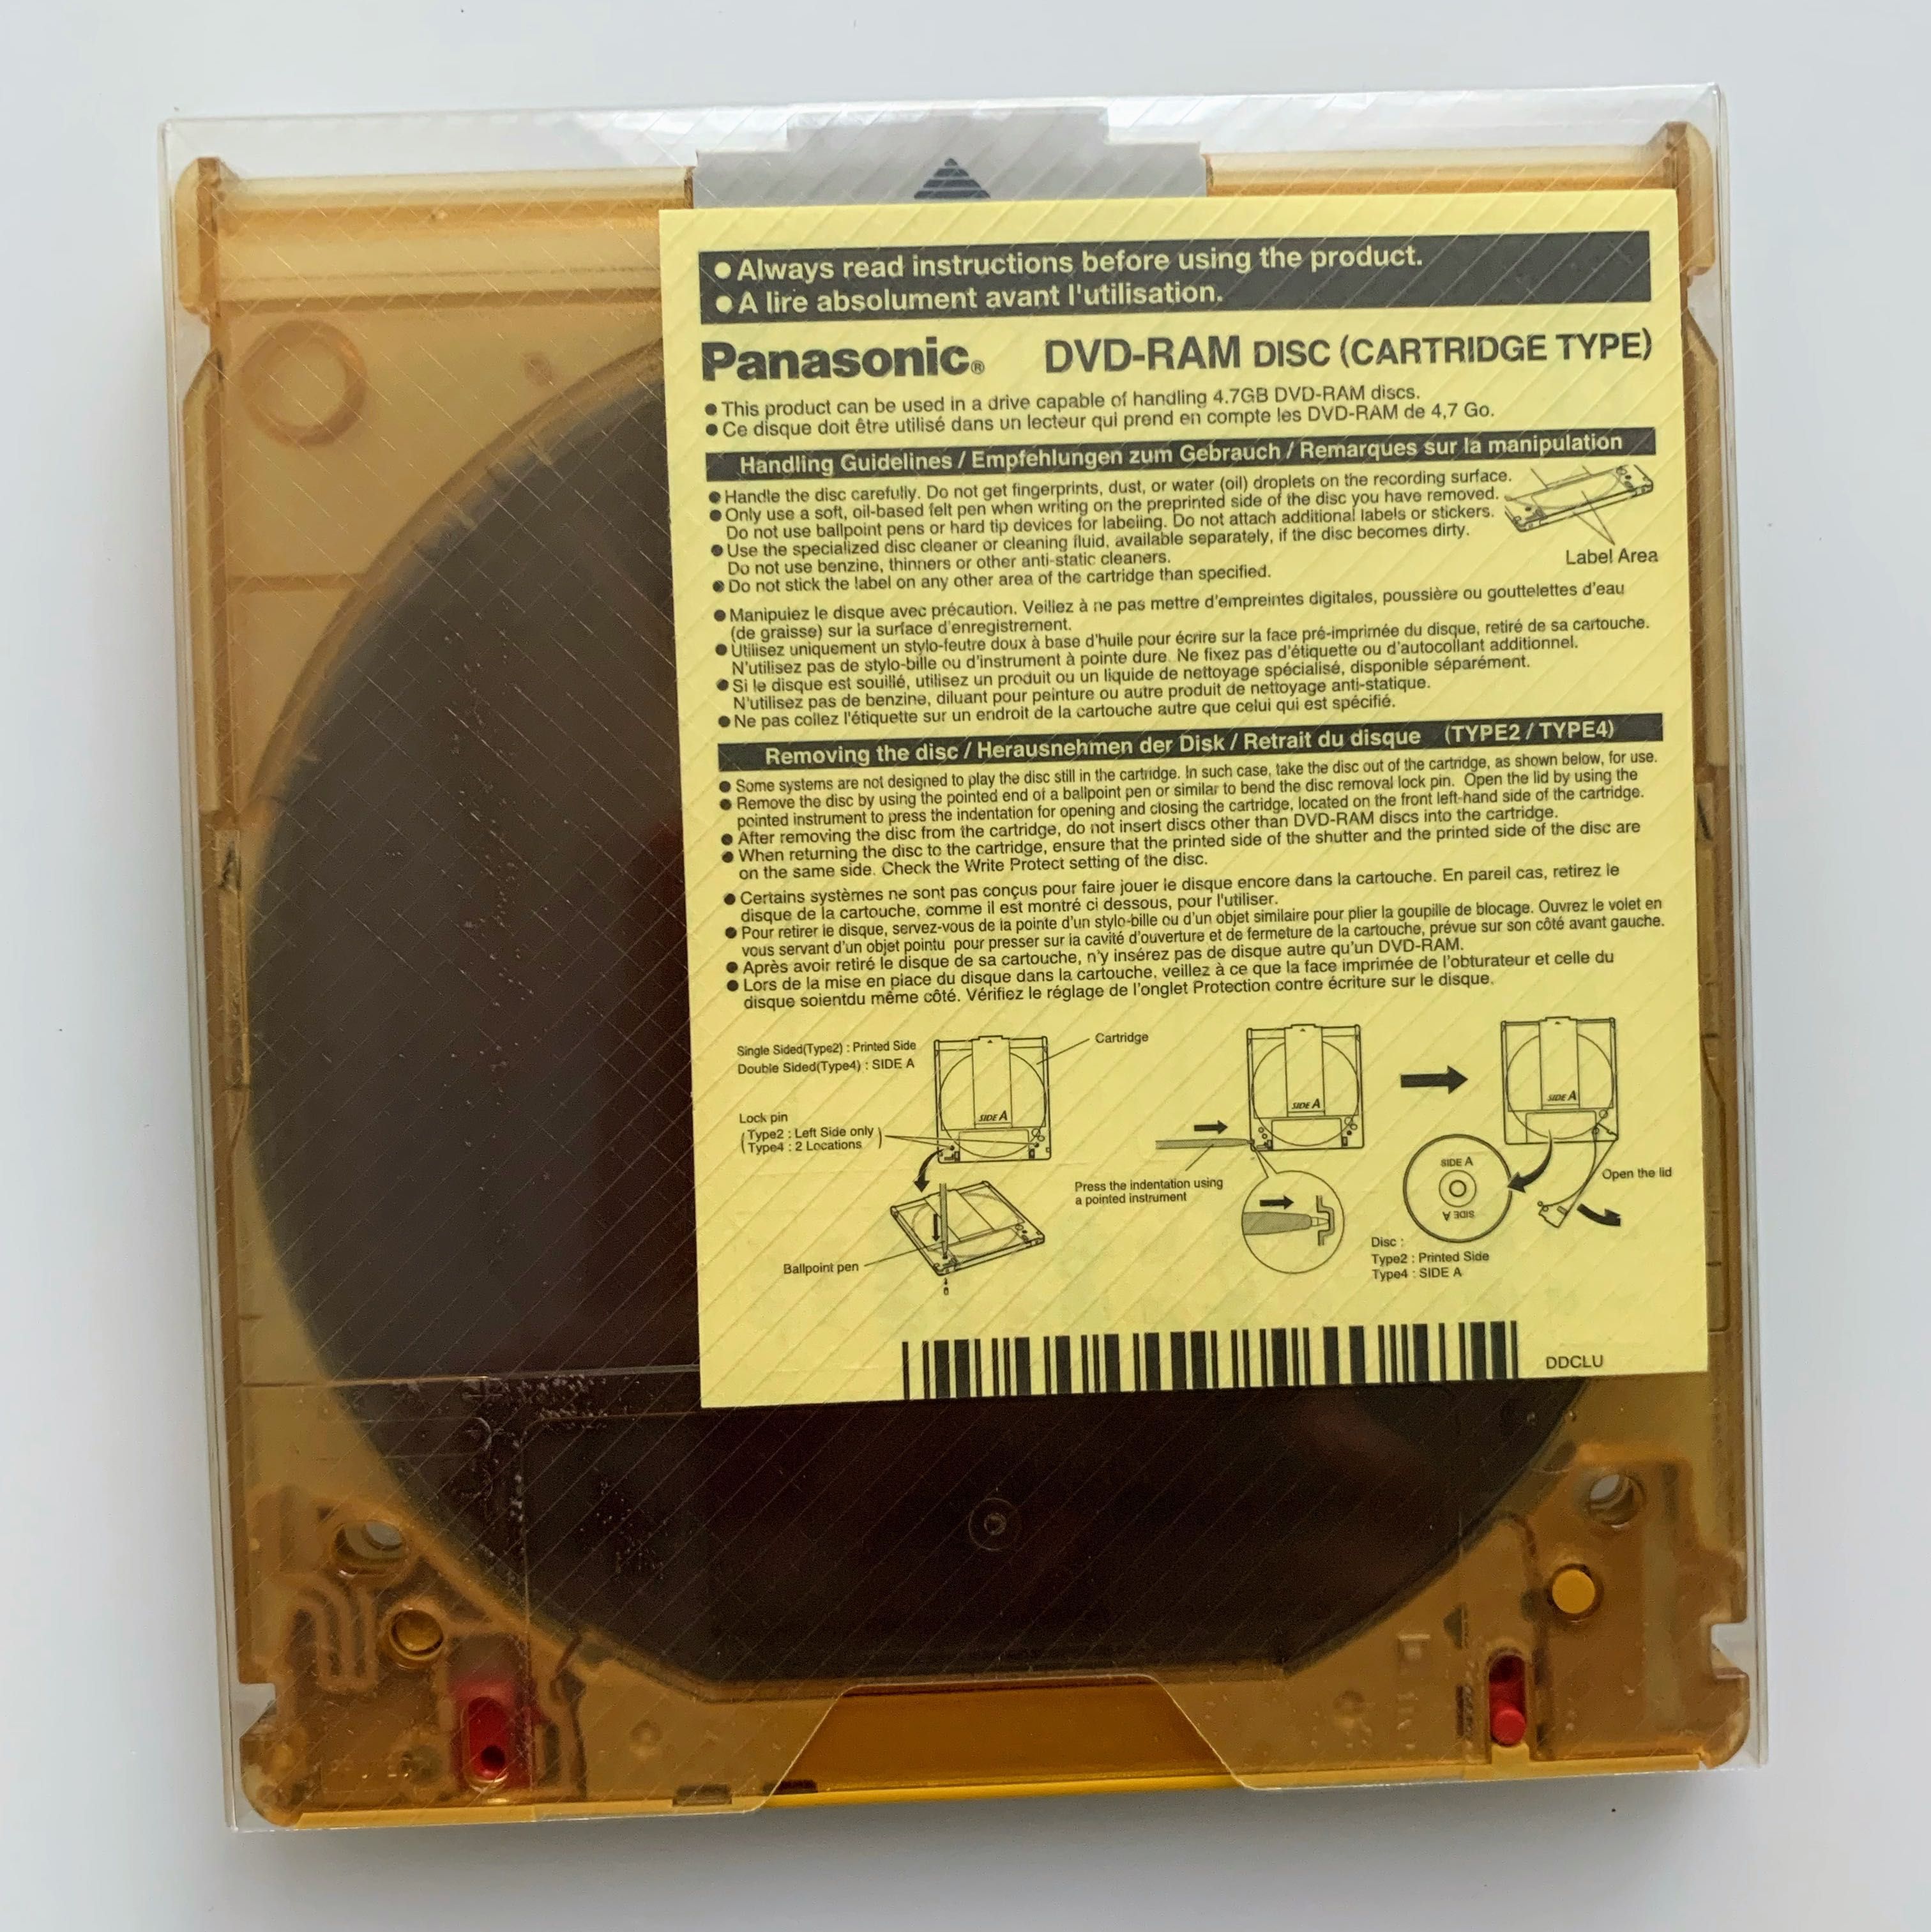 ● Always read instructions before using the product.
● A lire absolument avant l'utilisation.
Panasonic® DVD-RAM DISC (CARTRIDGE TYPE)
● This product can be used in a drive capable of handling 4.7GB DVD-RAM discs.
● Ce disque doit être utilisé dans un lecteur qui prend en compte les DVD-RAM de 4,7 Go.
Handling Guidelines / Empfehlungen zum Gebrauch / Remarques sur la manipulation
● Handle the disc carefully. Do not get fingerprints, dust, or water (oil) droplets on the recording surface.
● Only use a soft, oil-based felt pen when writing on the preprinted side of the disc you have removed.
Do not use ballpoint pens or hard tip devices for labeling. Do not attach additional labels or stickers.
● Use the specialized disc cleaner or cleaning fluid, available separately, if the disc becomes dirty.
Do not use benzine, thinners or other anti-static cleaners.
● Do not stick the label on any other area of the cartridge than specified.
Label Area
● Manipulez le disque avec précaution. Veillez à ne pas mettre d'empreintes digitales, poussière ou gouttelettes d'eau
(de graisse) sur la surface d'enregistrement.
● Utilisez uniquement un stylo-feutre doux à base d'huile pour écrire sur la face pré-imprimée du disque, retiré de sa cartouche.
N'utilisez pas de stylo-bille ou d'instrument à pointe dure. Ne fixez pas d'étiquette ou d'autocollant additionnel.
● Si le disque est souillé, utilisez un produit ou un liquide de nettoyage spécialisé, disponible séparément.
N'utilisez pas de benzine, diluant pour peinture ou autre produit de nettoyage anti-statique.
● Ne pas collez l'étiquette sur un endroit de la cartouche autre que celui qui est spécifié.
Removing the disc / Herausnehmen der Disk / Retrait du disque (TYPE2 / TYPE4)
● Some systems are not designed to play the disc still in the cartridge. In such case, take the disc out of the cartridge, as shown below, for use.
● Remove the disc by using the pointed end of a ballpoint pen or similar to bend the disc removal lock pin. Open the lid by using the
pointed instrument to press the indentation for opening and closing the cartridge, located on the front left-hand side of the cartridge.
● After removing the disc from the cartridge, do not insert discs other than DVD-RAM discs into the cartridge.
● When returning the disc to the cartridge, ensure that the printed side of the shutter and the printed side of the disc are
on the same side. Check the Write Protect setting of the disc.
● Certains systèmes ne sont pas conçus pour faire jouer le disque encore dans la cartouche. En pareil cas, retirez le
disque de la cartouche, comme il est montré ci dessous, pour l'utiliser.
● Pour retirer le disque, servez-vous de la pointe d'un stylo-bille ou d'un objet similaire pour plier la goupille de blocage. Ouvrez le volet en
vous servant d'un objet pointu pour presser sur la cavité d'ouverture et de fermeture de la cartouche, prévue sur son côté avant gauche.
● Après avoir retiré le disque de sa cartouche, n'y insérez pas de disque autre qu'un DVD-RAM.
● Lors de la mise en place du disque dans la cartouche, veillez à ce que la face imprimée de l'obturateur et celle du
disque soientdu même côté. Vérifiez le réglage de l'onglet Protection contre écriture sur le disque.
Single Sided(Type2) : Printed Side
Double Sided(Type4) : SIDE A
Cartridge
SIDE A
SIDE A
SIDE A
Lock pin
(Type2 : Left Side only
Type4 : 2 Locations)
Press the indentation using
a pointed instrument
SIDE A
SIDE A
Open the lid
Ballpoint pen
Disc :
Type2 : Printed Side
Type4 : SIDE A
DDCLU